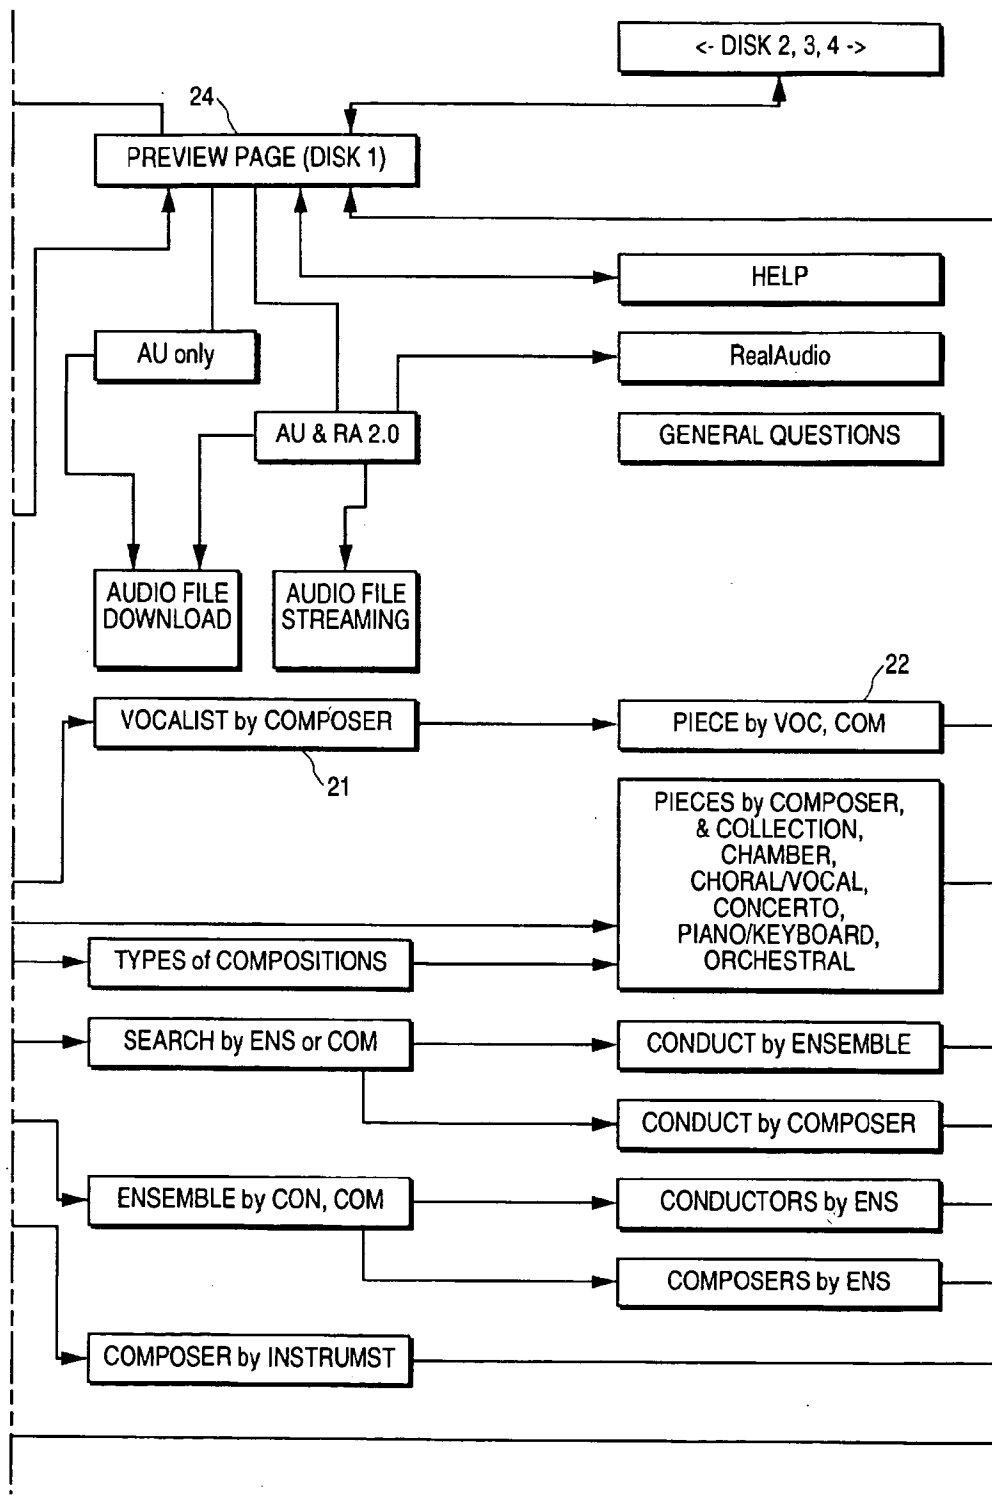 <- DISK 2, 3, 4 ->
24
PREVIEW PAGE (DISK 1)
HELP
AU only
RealAudio
AU & RA 2.0
GENERAL QUESTIONS
AUDIO FILE
DOWNLOAD
AUDIO FILE
STREAMING
22
VOCALIST by COMPOSER
PIECE by VOC, COM
21
PIECES by COMPOSER,
& COLLECTION,
CHAMBER,
CHORAL/VOCAL,
CONCERTO,
PIANO/KEYBOARD,
ORCHESTRAL
TYPES of COMPOSITIONS
SEARCH by ENS or COM
CONDUCT by ENSEMBLE
CONDUCT by COMPOSER
ENSEMBLE by CON, COM
CONDUCTORS by ENS
COMPOSERS by ENS
COMPOSER by INSTRUMST